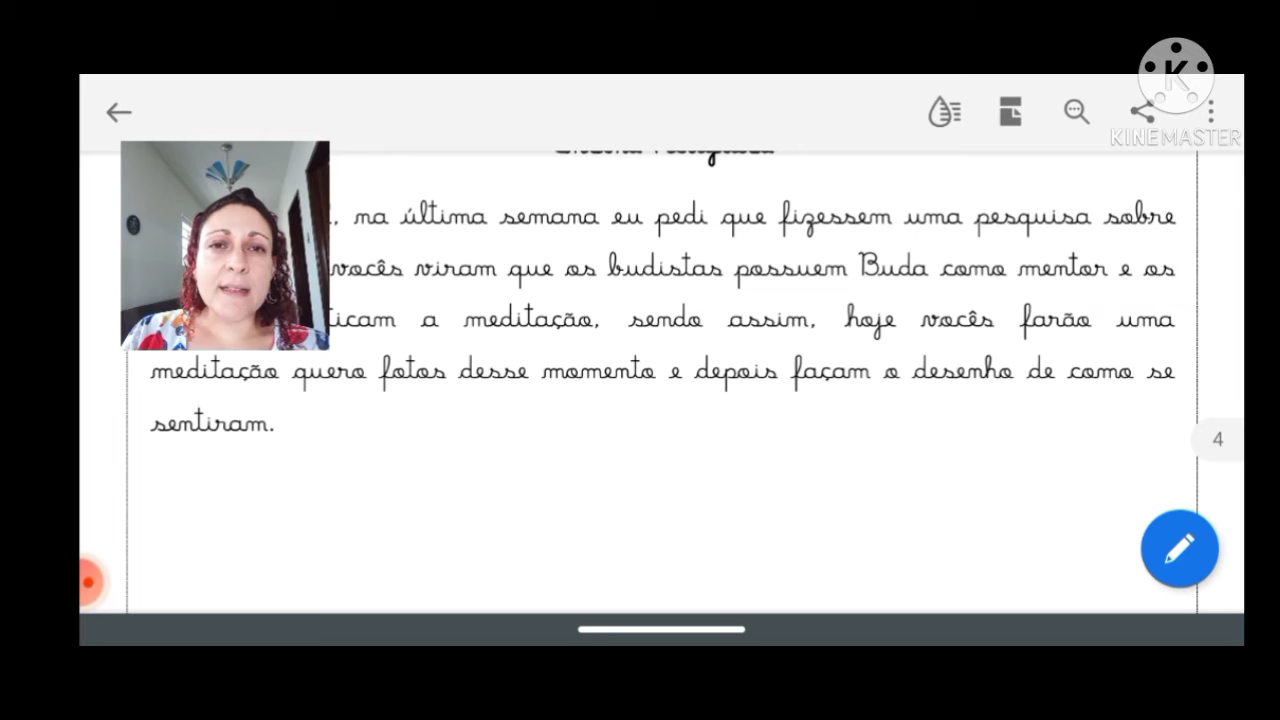 KINEMASTER
, na última semana eu pedi que fizessem uma pesquisa sobre
vocês viram que os budistas possuem Buda como mentor e os
ticam a meditação, sendo assim, hoje vocês farão uma
meditação quero fotos desse momento e depois façam o desenho de como se
sentiram.
4